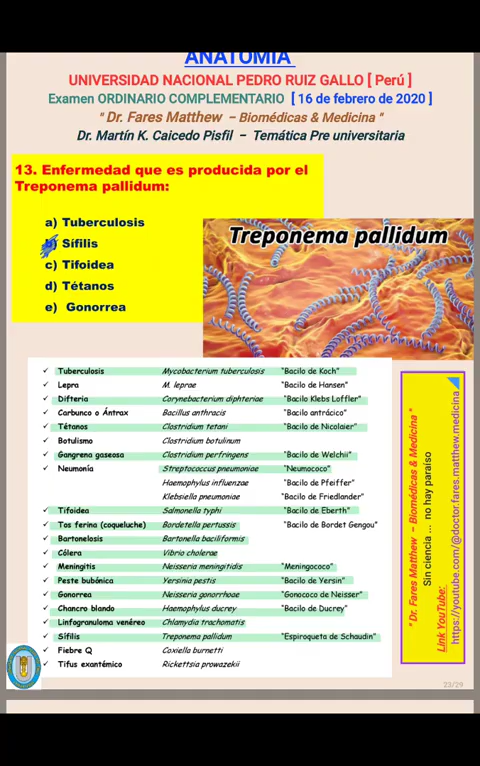 ANATOMIA
UNIVERSIDAD NACIONAL PEDRO RUIZ GALLO [ Perú ]
Examen ORDINARIO COMPLEMENTARIO [ 16 de febrero de 2020 ]
" Dr. Fares Matthew – Biomédicas & Medicina "
Dr. Martín K. Caicedo Pisfil – Temática Pre universitaria
13. Enfermedad que es producida por el
Treponema pallidum:
a) Tuberculosis
b) Sífilis
c) Tifoidea
d) Tétanos
e) Gonorrea
Treponema pallidum
✓ Tuberculosis Mycobacterium tuberculosis "Bacilo de Koch"
✓ Lepra M. leprae "Bacilo de Hansen"
✓ Difteria Corynebacterium diphteriae "Bacilo Klebs Loffler"
✓ Carbunco o Ántrax Bacillus anthracis "Bacilo antrácico"
✓ Tétanos Clostridium tetani "Bacilo de Nicolaier"
✓ Botulismo Clostridium botulinum
✓ Gangrena gaseosa Clostridium perfringens "Bacilo de Welchii"
✓ Neumonía Streptococcus pneumoniae "Neumococo"
Haemophylus influenzae "Bacilo de Pfeiffer"
Klebsiella pneumoniae "Bacilo de Friedlander"
✓ Tifoidea Salmonella typhi "Bacilo de Eberth"
✓ Tos ferina (coqueluche) Bordetella pertussis "Bacilo de Bordet Gengou"
✓ Bartonelosis Bartonella baciliformis
✓ Cólera Vibrio cholerae
✓ Meningitis Neisseria meningitidis "Meningococo"
✓ Peste bubónica Yersinia pestis "Bacilo de Yersin"
✓ Gonorrea Neisseria gonorrhoae "Gonococo de Neisser"
✓ Chancro blando Haemophylus ducrey "Bacilo de Ducrey"
✓ Linfogranuloma venéreo Chlamydia trachomatis
✓ Sífilis Treponema pallidum "Espiroqueta de Schaudin"
✓ Fiebre Q Coxiella burnetti
✓ Tifus exantémico Rickettsia prowazekii
" Dr. Fares Matthew – Biomédicas & Medicina "
Sin ciencia ... no hay paraíso
Link YouTube:
https://youtube.com/@doctor.fares.matthew.medicina
23/29